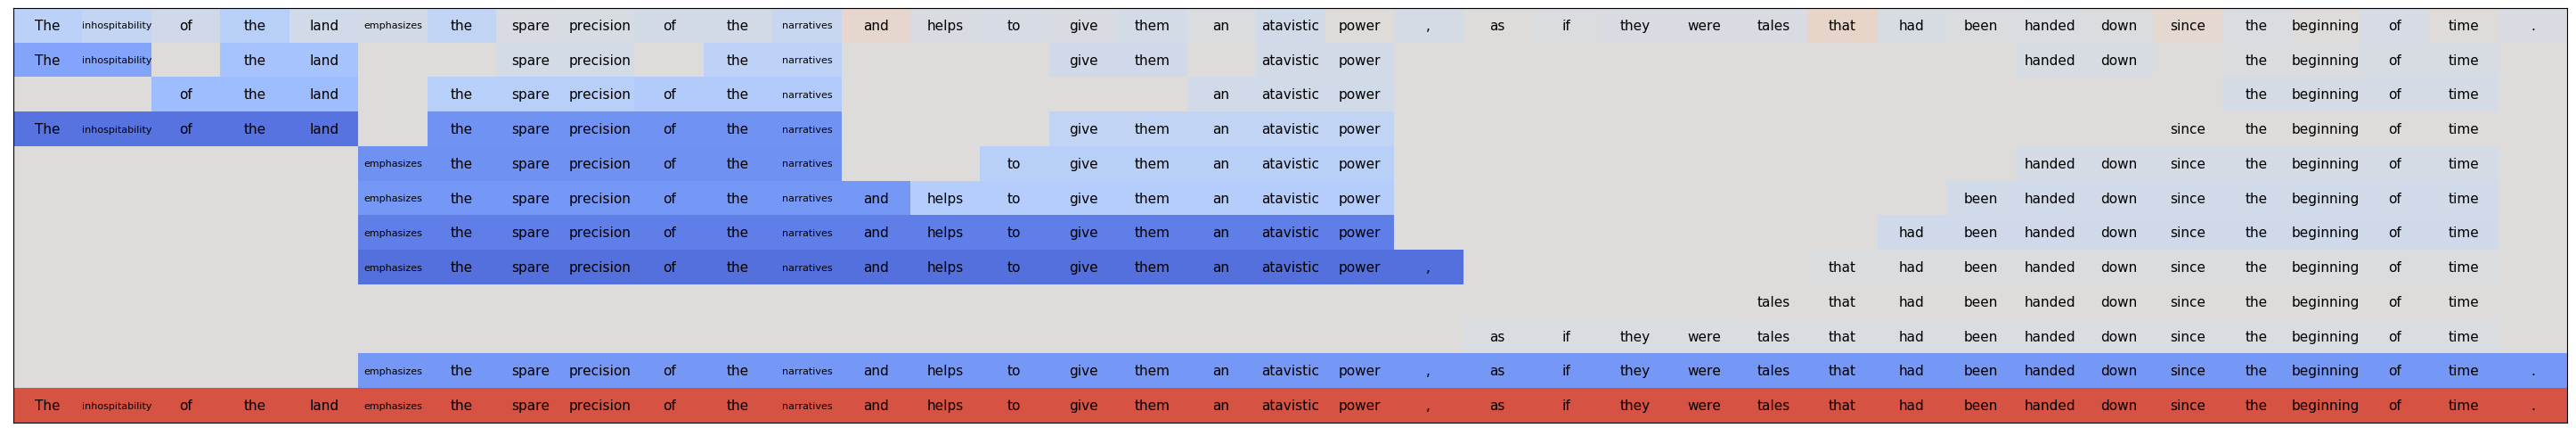 The inhospitability of the land emphasizes the spare precision of the narratives and helps to give them an atavistic power , as if they were tales that had been handed down since the beginning of time .
The inhospitability the land spare precision the narratives give them atavistic power handed down the beginning of time
of the land the spare precision of the narratives an atavistic power the beginning of time
The inhospitability of the land the spare precision of the narratives give them an atavistic power since the beginning of time
emphasizes the spare precision of the narratives to give them an atavistic power handed down since the beginning of time
emphasizes the spare precision of the narratives and helps to give them an atavistic power been handed down since the beginning of time
emphasizes the spare precision of the narratives and helps to give them an atavistic power had been handed down since the beginning of time
emphasizes the spare precision of the narratives and helps to give them an atavistic power , that had been handed down since the beginning of time
tales that had been handed down since the beginning of time
as if they were tales that had been handed down since the beginning of time
emphasizes the spare precision of the narratives and helps to give them an atavistic power , as if they were tales that had been handed down since the beginning of time .
The inhospitability of the land emphasizes the spare precision of the narratives and helps to give them an atavistic power , as if they were tales that had been handed down since the beginning of time .